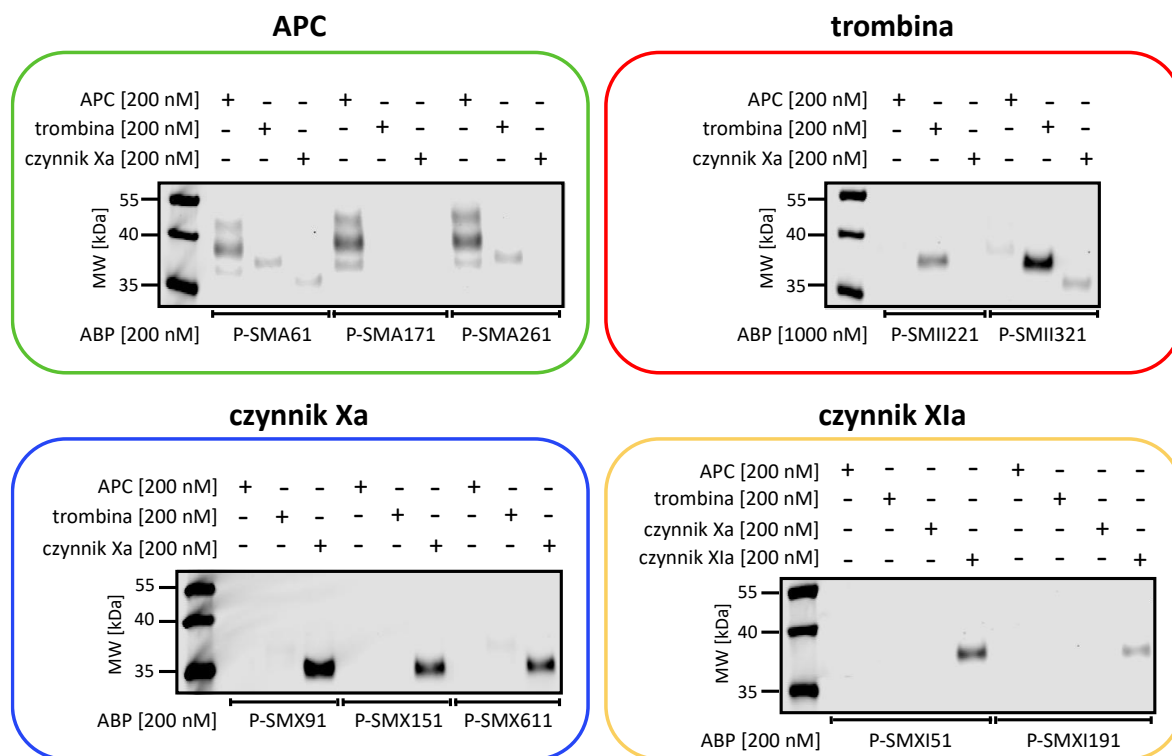 APC
APC [200 nM] + - - + - - + - -
trombina [200 nM] - + - - + - - + -
czynnik Xa [200 nM] - - + - - + - - +
MW [kDa]
55
40
35
ABP [200 nM] P-SMA61 P-SMA171 P-SMA261
trombina
APC [200 nM] + - - + - -
trombina [200 nM] - + - - + -
czynnik Xa [200 nM] - - + - - +
MW [kDa]
55
40
35
ABP [1000 nM] P-SMII221 P-SMII321
czynnik Xa
APC [200 nM] + - - + - - + - -
trombina [200 nM] - + - - + - - + -
czynnik Xa [200 nM] - - + - - + - - +
MW [kDa]
55
40
35
ABP [200 nM] P-SMX91 P-SMX151 P-SMX611
czynnik XIa
APC [200 nM] + - - - + - - -
trombina [200 nM] - + - - - + - -
czynnik Xa [200 nM] - - + - - - + -
czynnik XIa [200 nM] - - - + - - - +
MW [kDa]
55
40
35
ABP [200 nM] P-SMXI51 P-SMXI191